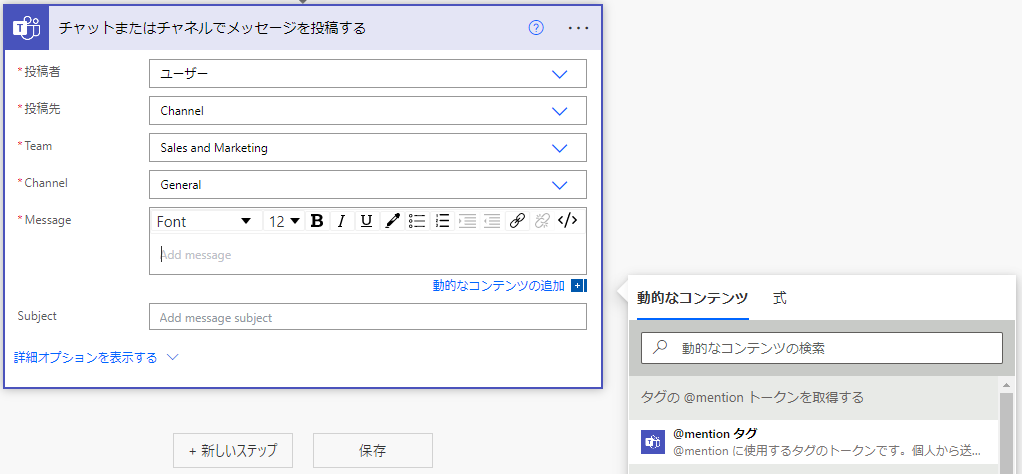 チャットまたはチャネルでメッセージを投稿する
*投稿者
ユーザー
*投稿先
Channel
*Team
Sales and Marketing
*Channel
General
*Message
Font 12 B I U </>
Add message
動的なコンテンツの追加
Subject
Add message subject
詳細オプションを表示する
+ 新しいステップ
保存
動的なコンテンツ 式
動的なコンテンツの検索
タグの @mention トークンを取得する
@mention タグ
@mention に使用するタグのトークンです。個人から送...